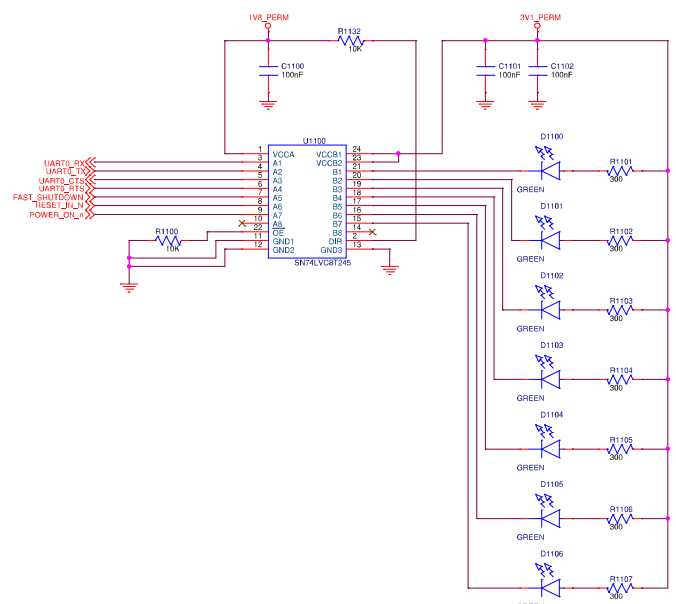 1V8_PERM
3V1_PERM
R1132
10K
C1100
100nF
C1101
100nF
C1102
100nF
U1100
1 VCCA VCCB1 24
UART0_RX 3 A1 VCCB2 23
UART0_TX 4 A2 B1 21
UART0_CTS 5 A3 B2 20
UART0_RTS 6 A4 B3 19
FAST_SHUTDOWN 7 A5 B4 18
RESET_IN_N 8 A6 B5 17
POWER_ON_n 9 A7 B6 16
10 A8 B7 15
22 OE B8 14
11 GND1 DIR 2
12 GND2 GND3 13
SN74LVC8T245
R1100
10K
D1100
GREEN
R1101
300
D1101
GREEN
R1102
300
D1102
GREEN
R1103
300
D1103
GREEN
R1104
300
D1104
GREEN
R1105
300
D1105
GREEN
R1106
300
D1106
R1107
300
GREEN